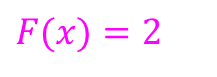 F(x) = 2